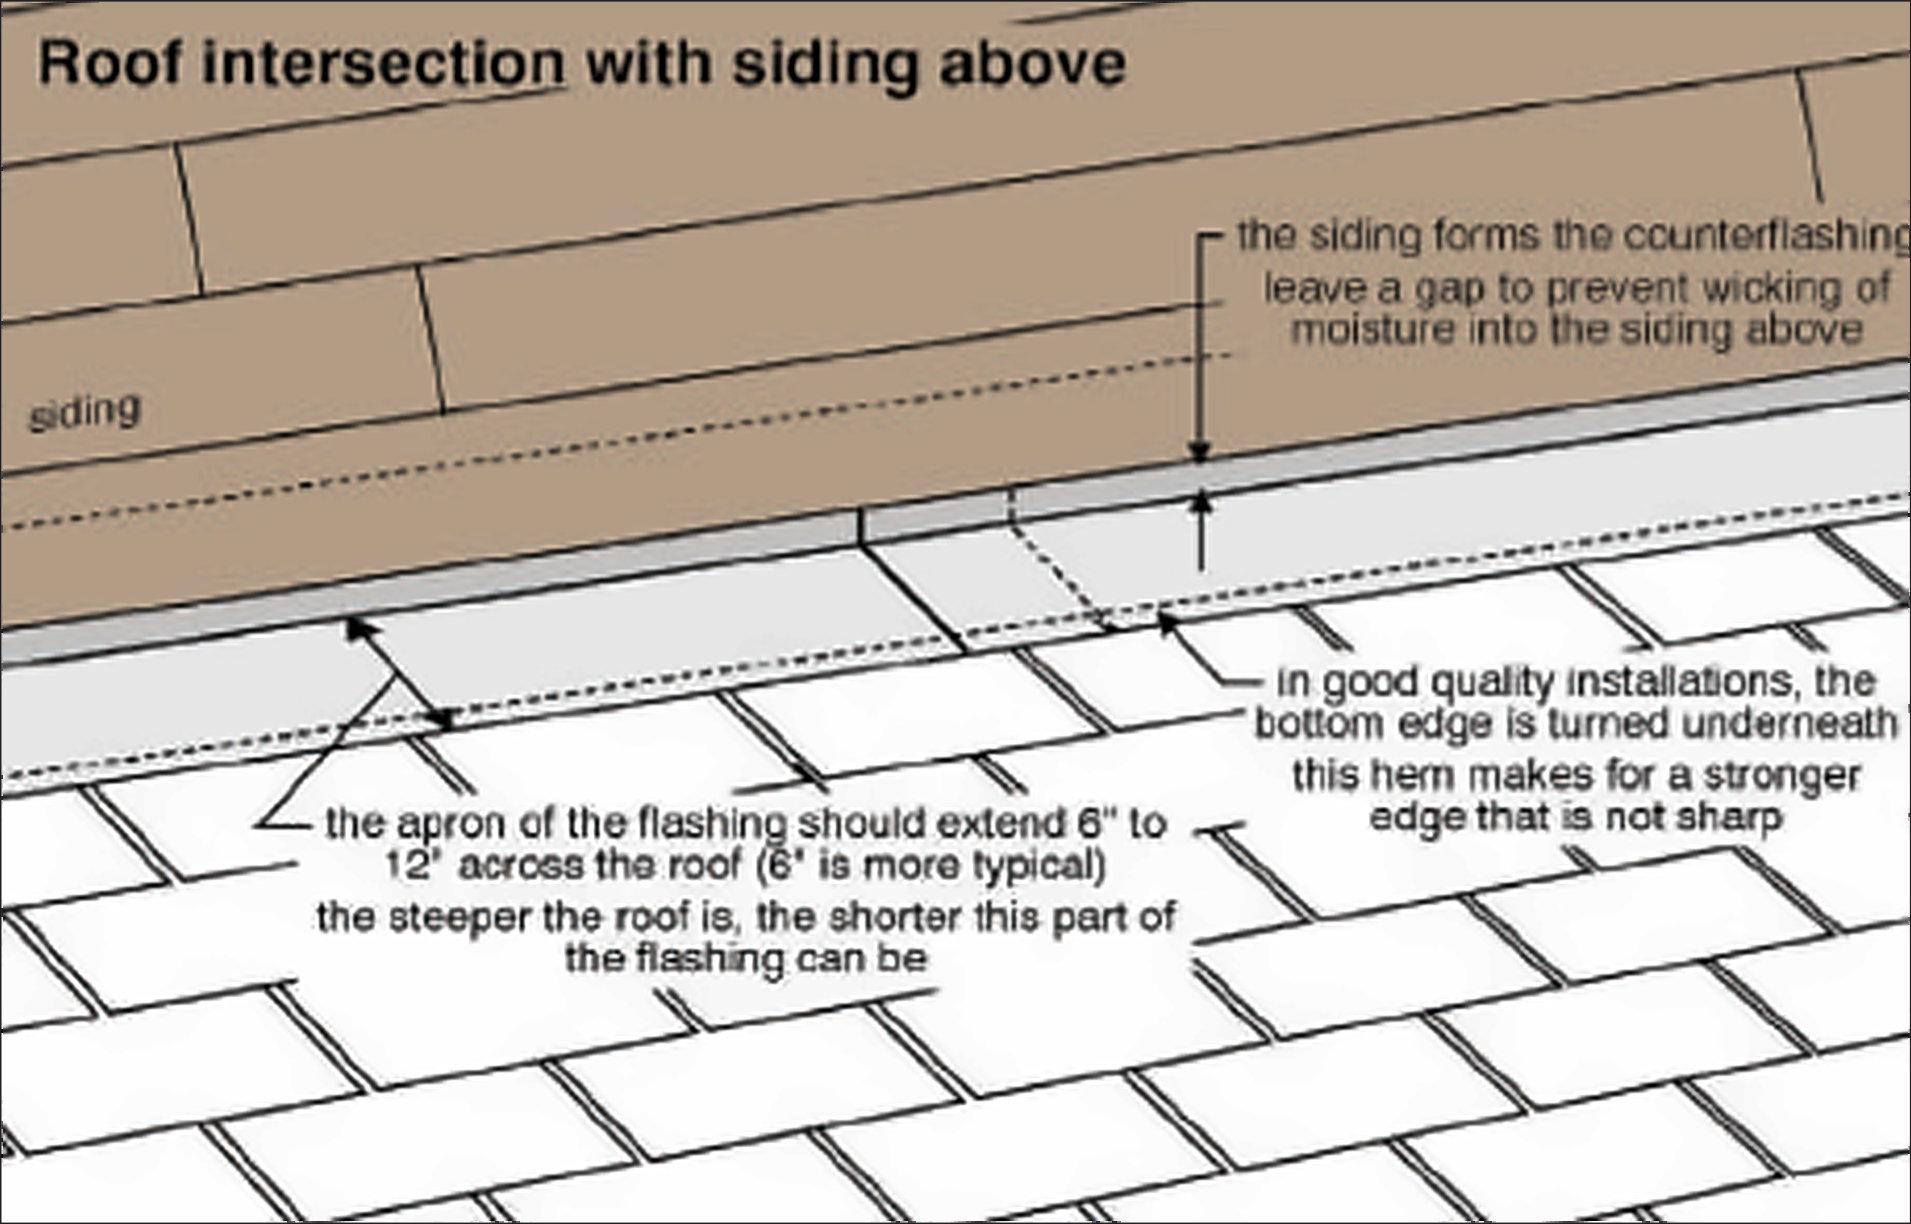 Roof intersection with siding above
the siding forms the counterflashing
leave a gap to prevent wicking of
moisture into the siding above
siding
in good quality installations, the
bottom edge is turned underneath
this hem makes for a stronger
edge that is not sharp
the apron of the flashing should extend 6" to
12" across the roof (6" is more typical)
the steeper the roof is, the shorter this part of
the flashing can be